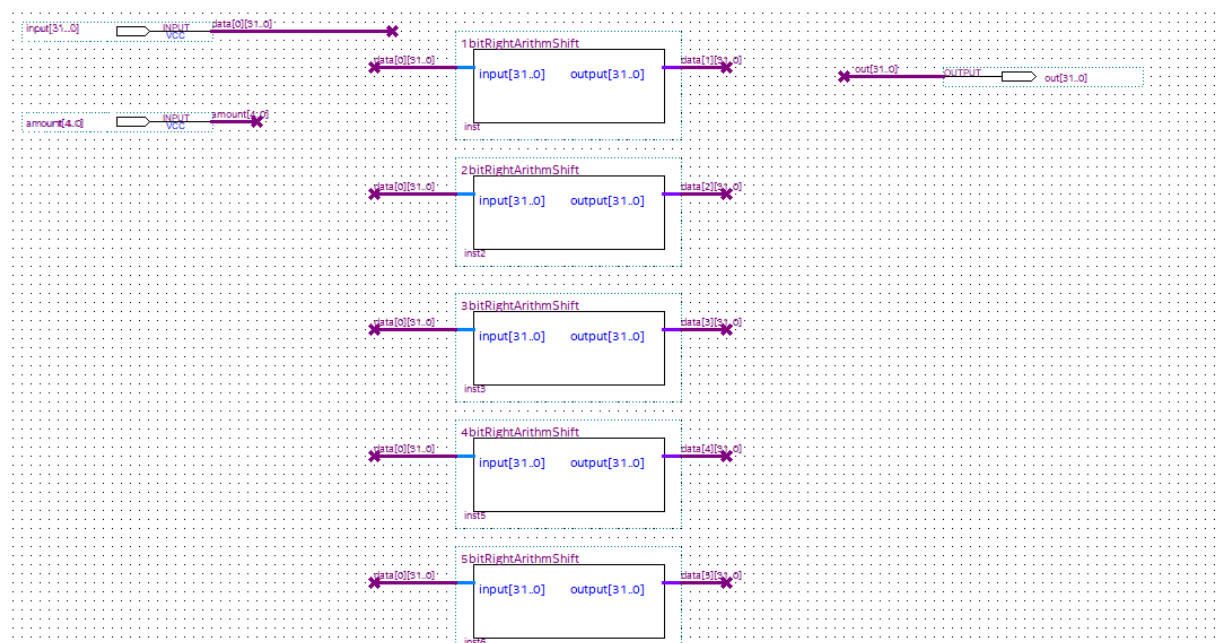 input[31..0]
INPUT
VCC
data[0][31..0]
amount[4..0]
INPUT
VCC
amount[4..0]
1bitRightArithmShift
data[0][31..0]
input[31..0]
output[31..0]
data[1][31..0]
inst
out[31..0]
OUTPUT
out[31..0]
2bitRightArithmShift
data[0][31..0]
input[31..0]
output[31..0]
data[2][31..0]
inst2
3bitRightArithmShift
data[0][31..0]
input[31..0]
output[31..0]
data[3][31..0]
inst3
4bitRightArithmShift
data[0][31..0]
input[31..0]
output[31..0]
data[4][31..0]
inst5
5bitRightArithmShift
data[0][31..0]
input[31..0]
output[31..0]
data[5][31..0]
inst6